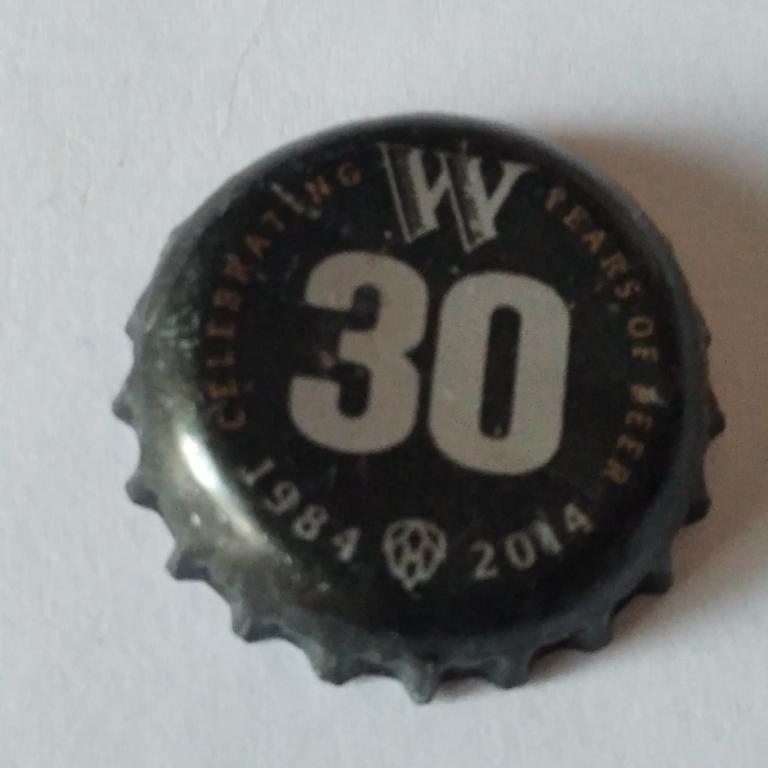 CELEBRATING W YEARS OF BEER
30
1984 2014